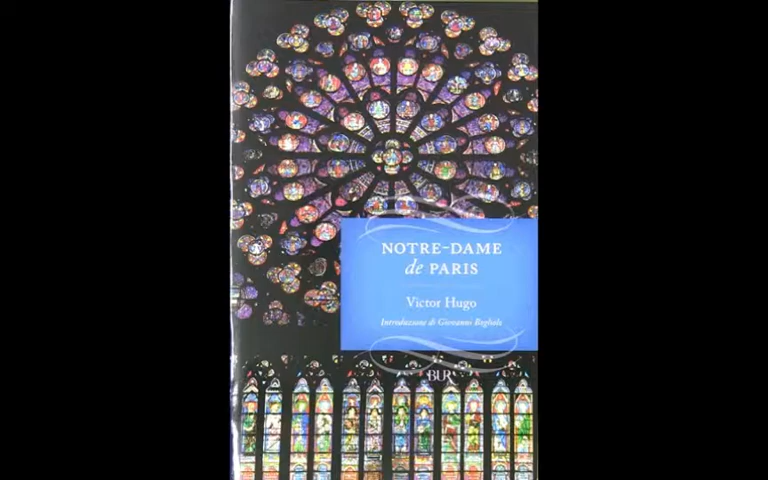 NOTRE-DAME
de PARIS
Victor Hugo
Introduzione di Giovanni Bogliolo
BUR